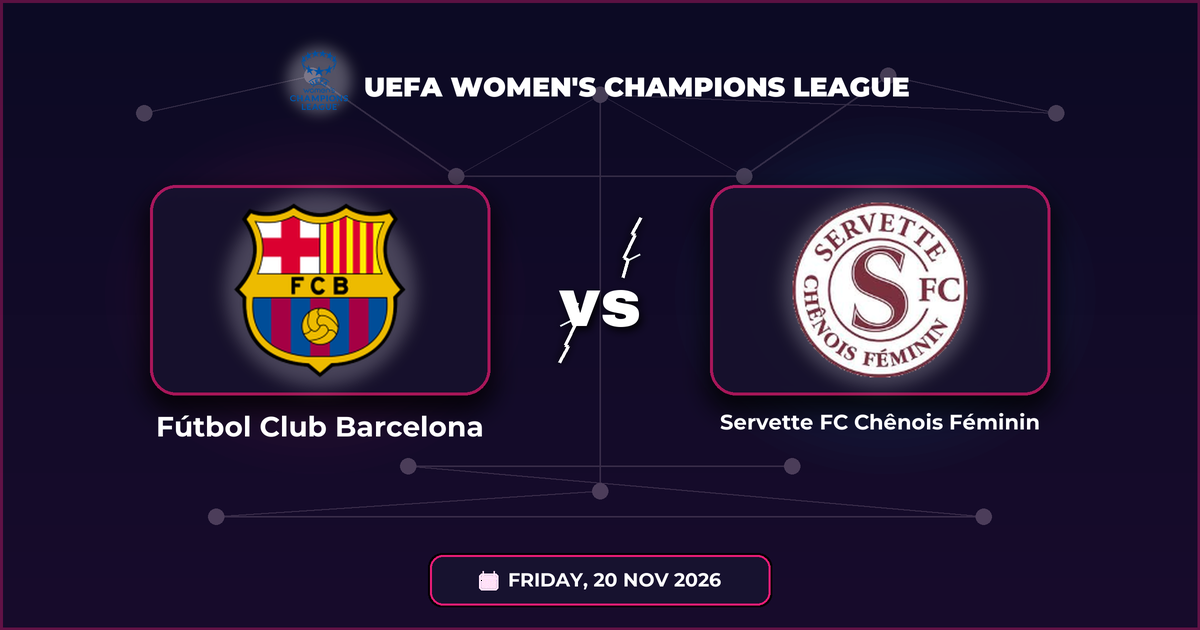 UEFA WOMEN'S CHAMPIONS LEAGUE
FCB
SERVETTE
FC
CHÊNOIS FÉMININ
S
vs
Fútbol Club Barcelona
Servette FC Chênois Féminin
FRIDAY, 20 NOV 2026